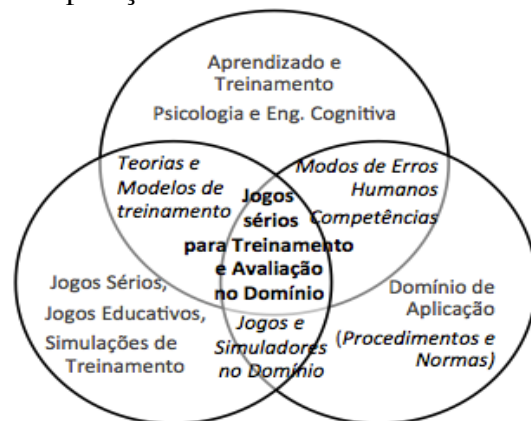 Aprendizado e
Treinamento
Psicologia e Eng. Cognitiva
Teorias e
Modelos de
treinamento
Modos de Erros
Humanos
Competências
Jogos
sérios
para Treinamento
e Avaliação
no Domínio
Jogos Sérios,
Jogos Educativos,
Simulações de
Treinamento
Jogos e
Simuladores
no Domínio
Domínio de
Aplicação
(Procedimentos e
Normas)